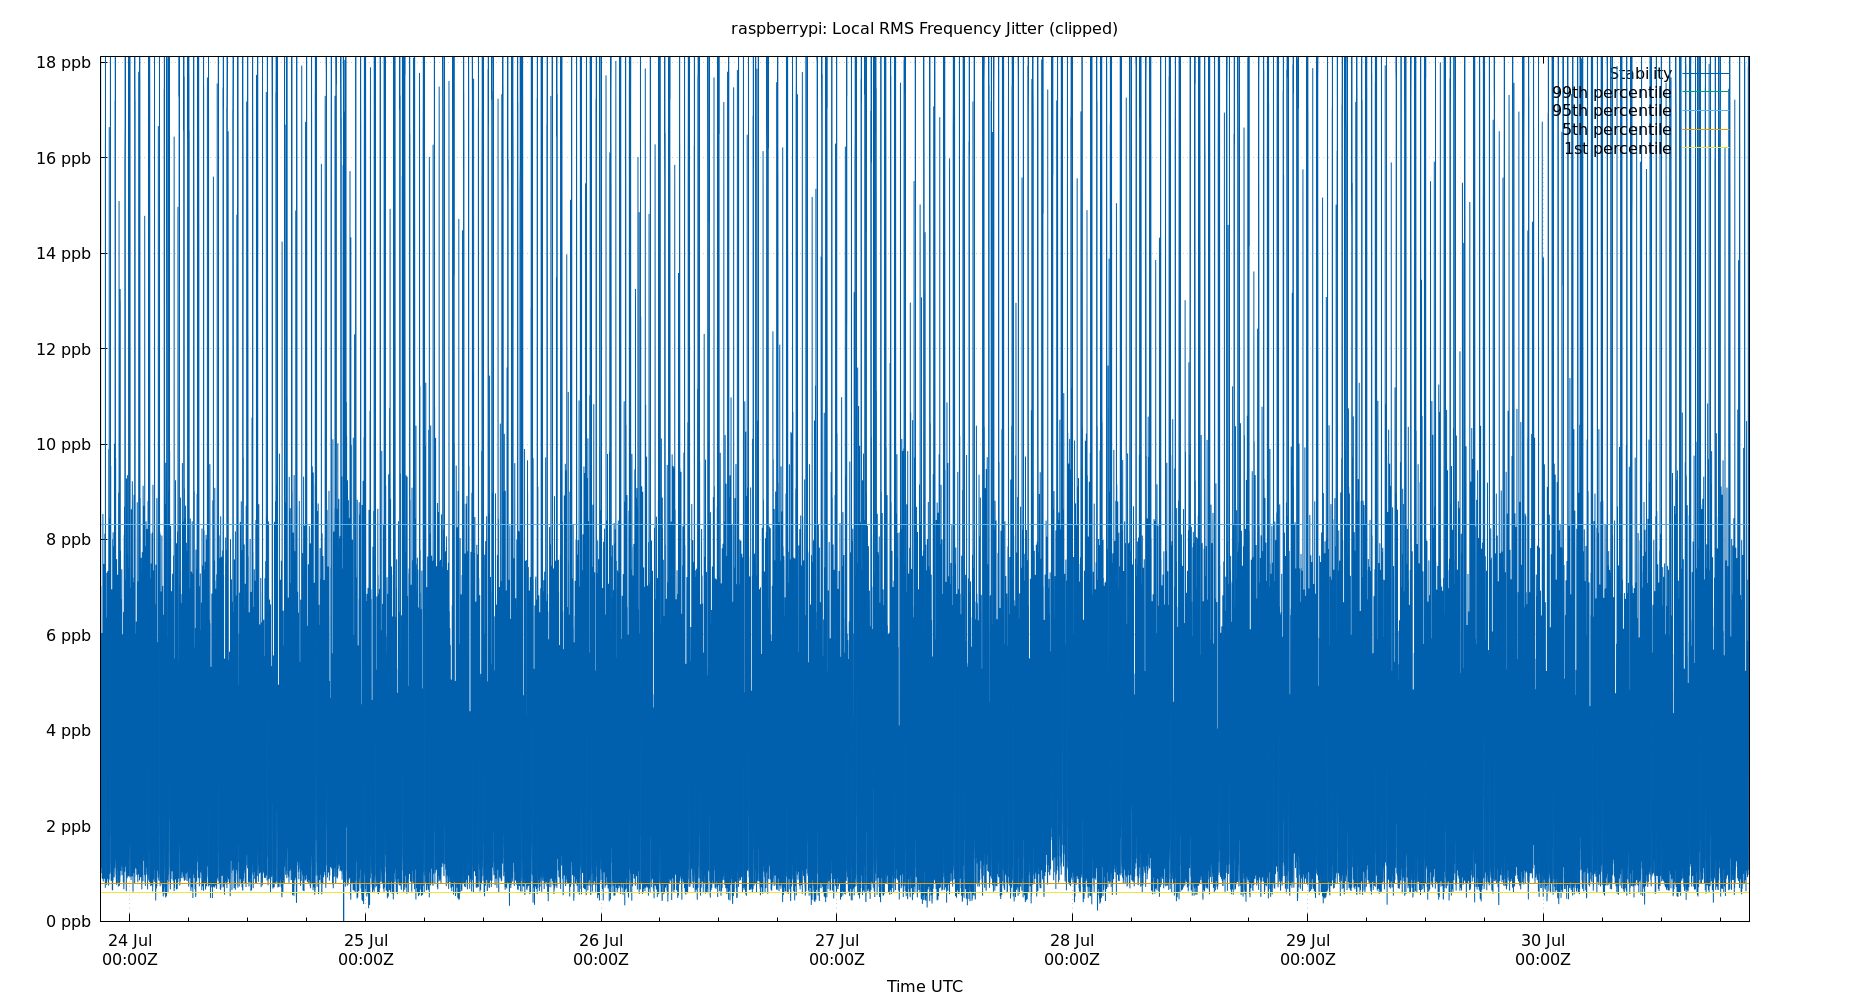 raspberrypi: Local RMS Frequency Jitter (clipped)
18 ppb
16 ppb
14 ppb
12 ppb
10 ppb
8 ppb
6 ppb
4 ppb
2 ppb
0 ppb
Stability
99th percentile
95th percentile
5th percentile
1st percentile
24 Jul 25 Jul 26 Jul 27 Jul 28 Jul 29 Jul 30 Jul
00:00Z 00:00Z 00:00Z 00:00Z 00:00Z 00:00Z 00:00Z
Time UTC